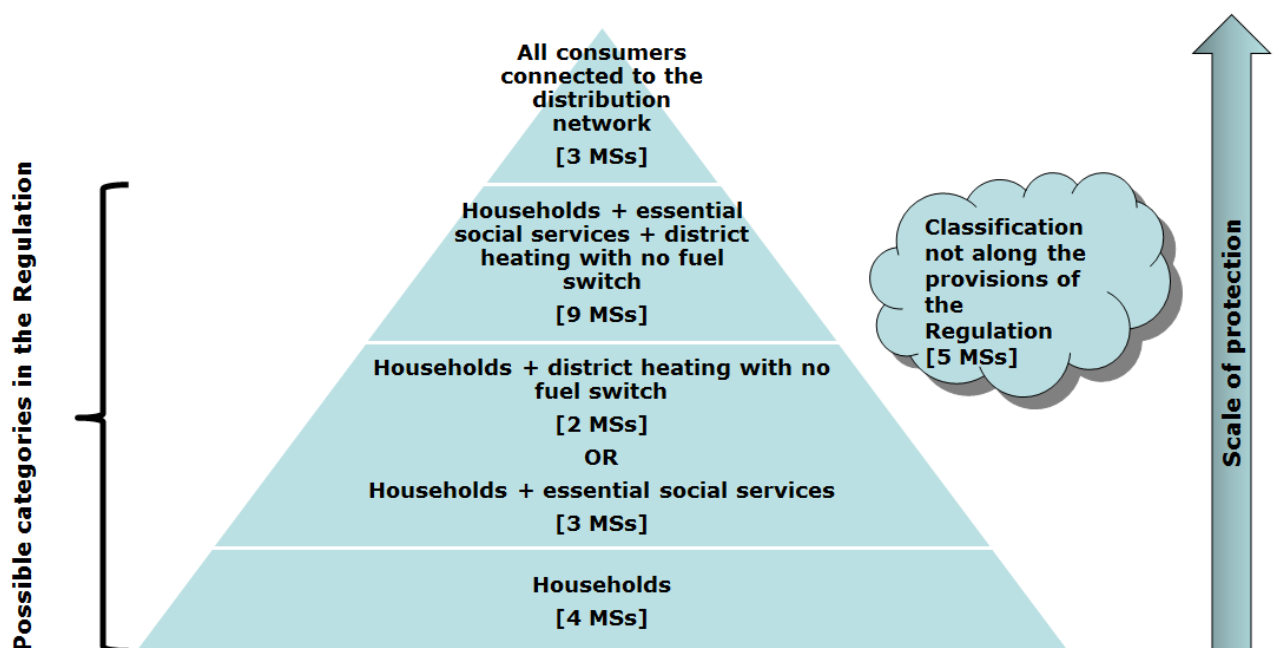 Possible categories in the Regulation
All consumers
connected to the
distribution
network
[3 MSs]
Households + essential
social services + district
heating with no fuel
switch
[9 MSs]
Households + district heating with no
fuel switch
[2 MSs]
OR
Households + essential social services
[3 MSs]
Households
[4 MSs]
Classification
not along the
provisions of
the
Regulation
[5 MSs]
Scale of protection